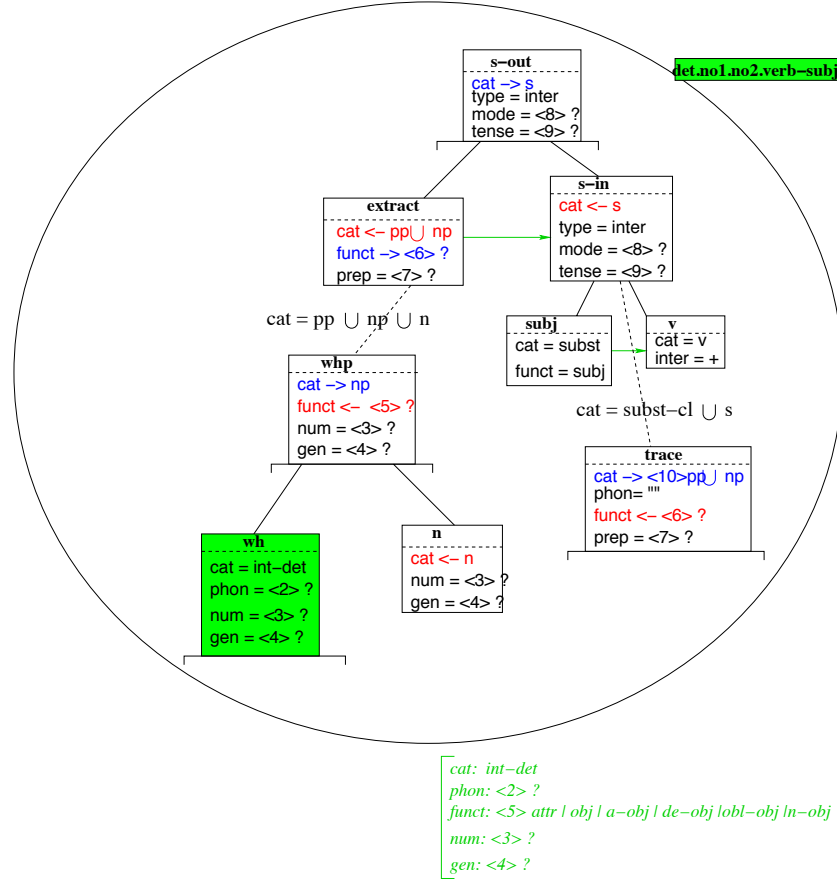 s-out
cat -> s
type = inter
mode = <8> ?
tense = <9> ?
det.no1.no2.verb-subj
extract
cat <- pp ∪ np
funct -> <6> ?
prep = <7> ?
s-in
cat <- s
type = inter
mode = <8> ?
tense = <9> ?
cat = pp ∪ np ∪ n
subj
cat = subst
funct = subj
v
cat = v
inter = +
whp
cat -> np
funct <- <5> ?
num = <3> ?
gen = <4> ?
cat = subst-cl ∪ s
trace
cat -> <10>pp ∪ np
phon= ""
funct <- <6> ?
prep = <7> ?
wh
cat = int-det
phon = <2> ?
num = <3> ?
gen = <4> ?
n
cat <- n
num = <3> ?
gen = <4> ?
cat: int-det
phon: <2> ?
funct: <5> attr | obj | a-obj | de-obj |obl-obj |n-obj
num: <3> ?
gen: <4> ?